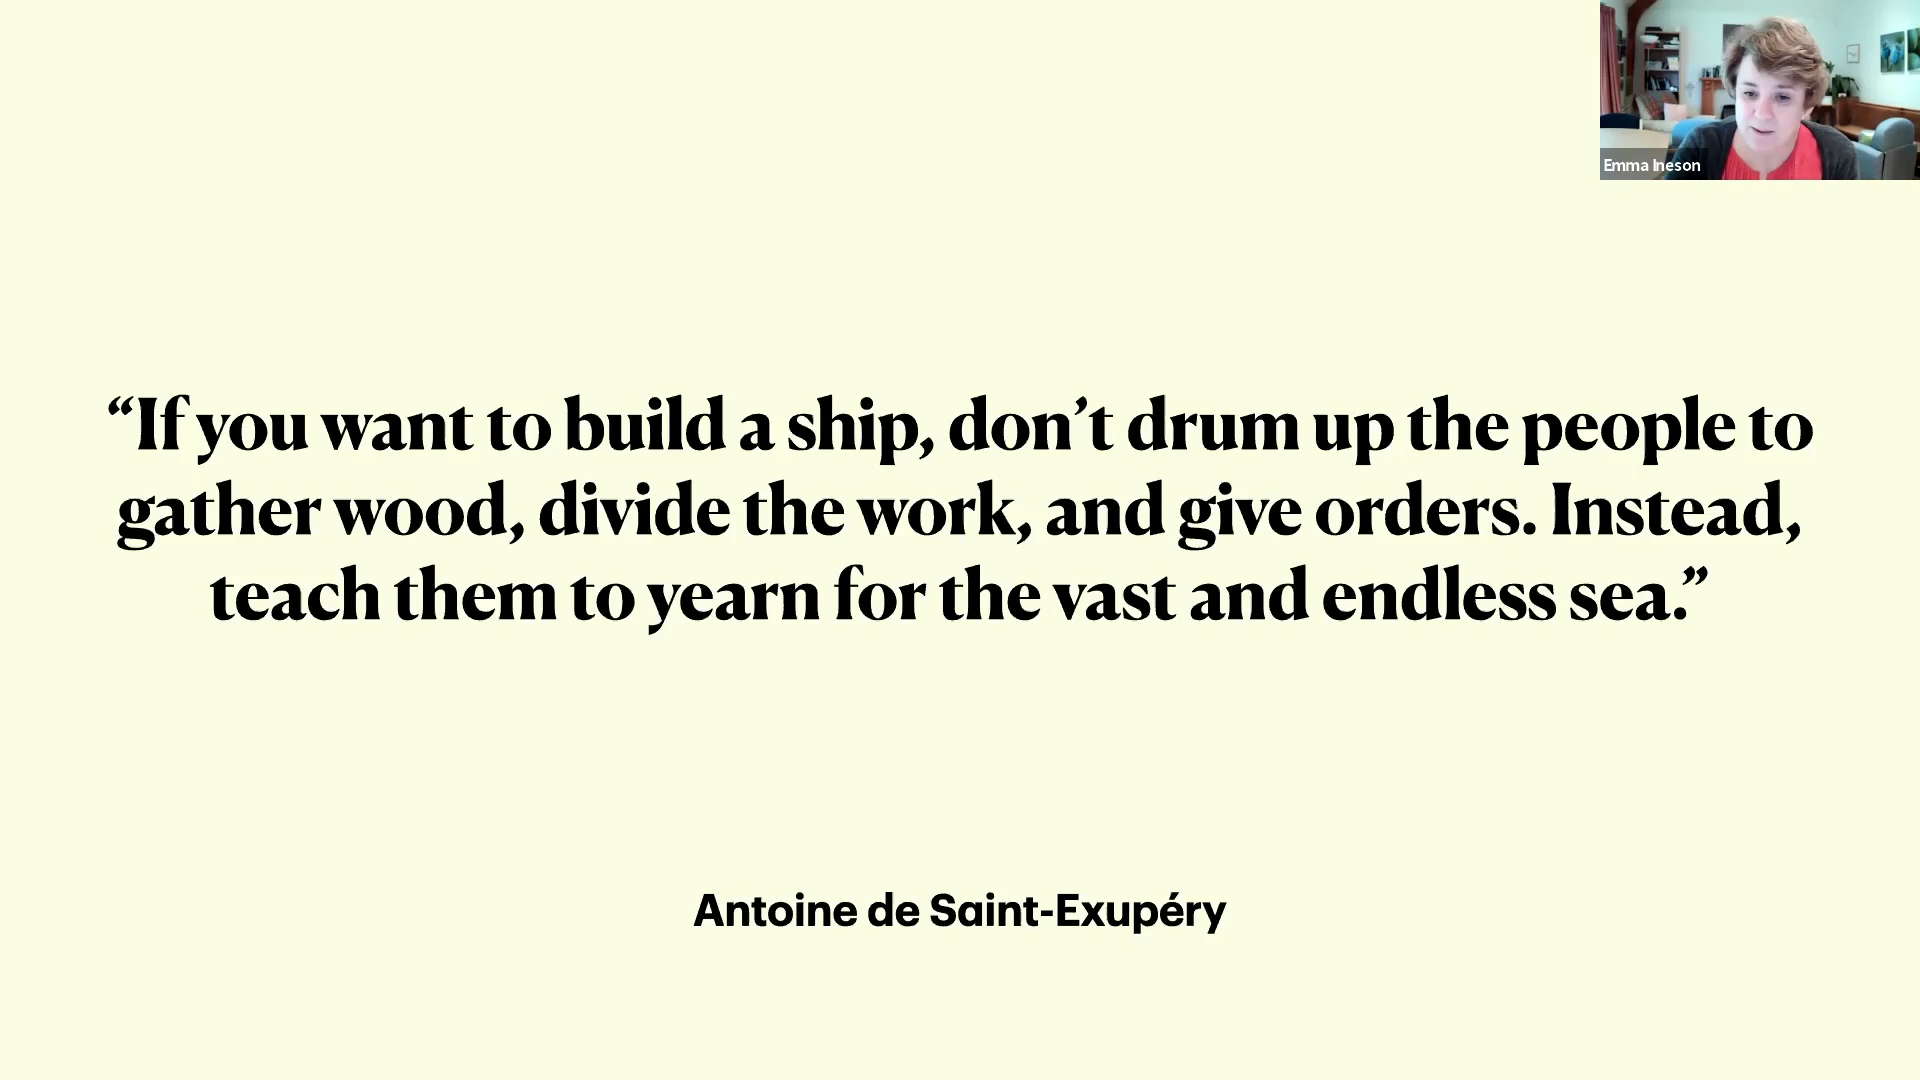 Emma Ineson
“If you want to build a ship, don’t drum up the people to
gather wood, divide the work, and give orders. Instead,
teach them to yearn for the vast and endless sea.”
Antoine de Saint-Exupéry